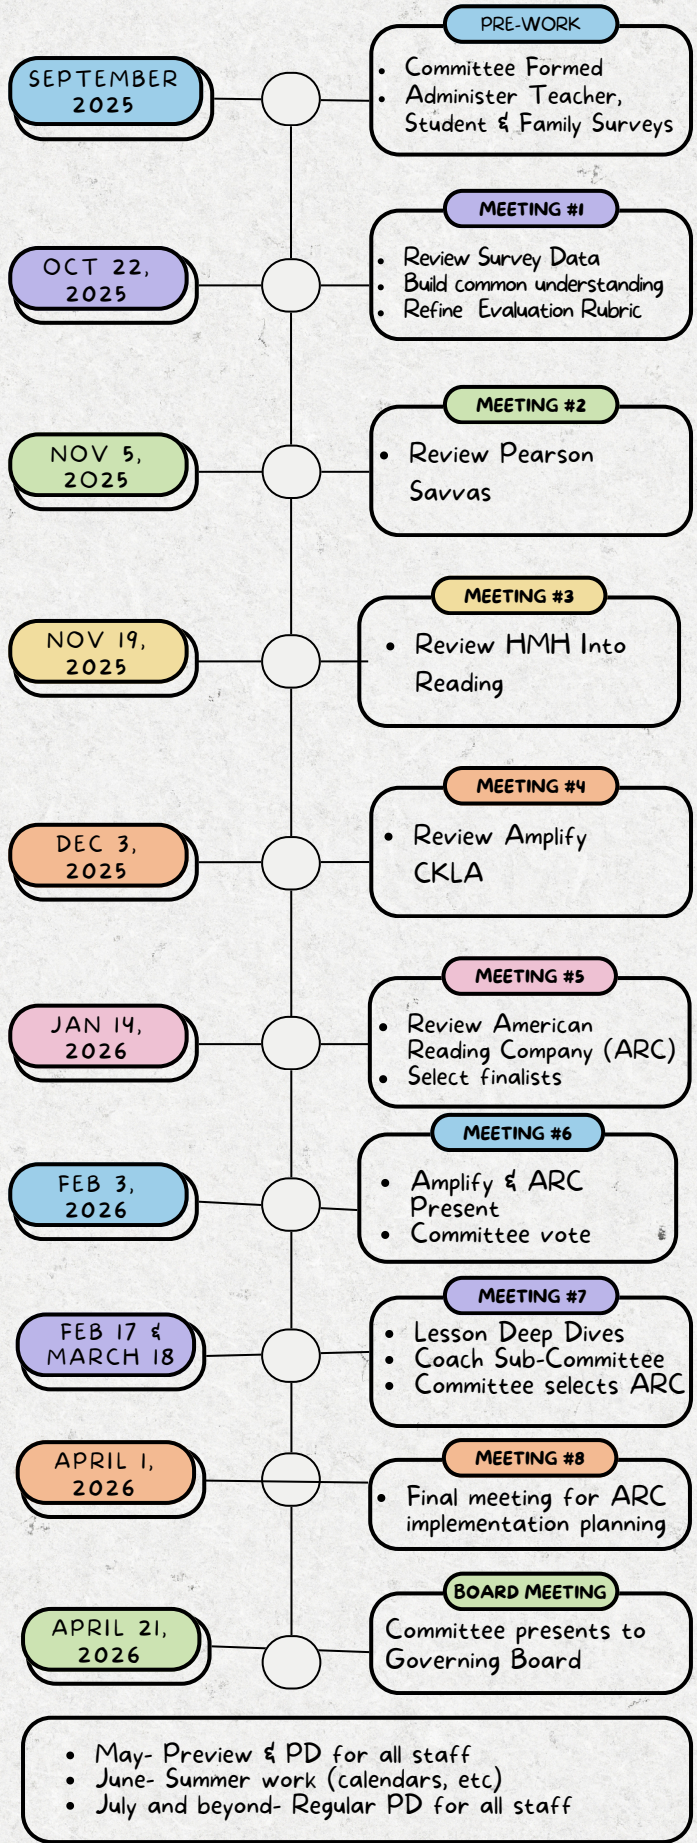 PRE-WORK
SEPTEMBER
2025
• Committee Formed
• Administer Teacher,
Student & Family Surveys
MEETING #1
OCT 22,
2025
• Review Survey Data
• Build common understanding
• Refine Evaluation Rubric
MEETING #2
NOV 5,
2025
• Review Pearson
Savvas
MEETING #3
NOV 19,
2025
• Review HMH Into
Reading
MEETING #4
DEC 3,
2025
• Review Amplify
CKLA
MEETING #5
JAN 14,
2026
• Review American
Reading Company (ARC)
• Select finalists
MEETING #6
FEB 3,
2026
• Amplify & ARC
Present
• Committee vote
MEETING #7
FEB 17 &
MARCH 18
• Lesson Deep Dives
• Coach Sub-Committee
• Committee selects ARC
MEETING #8
APRIL 1,
2026
• Final meeting for ARC
implementation planning
BOARD MEETING
APRIL 21,
2026
Committee presents to
Governing Board
• May- Preview & PD for all staff
• June- Summer work (calendars, etc)
• July and beyond- Regular PD for all staff